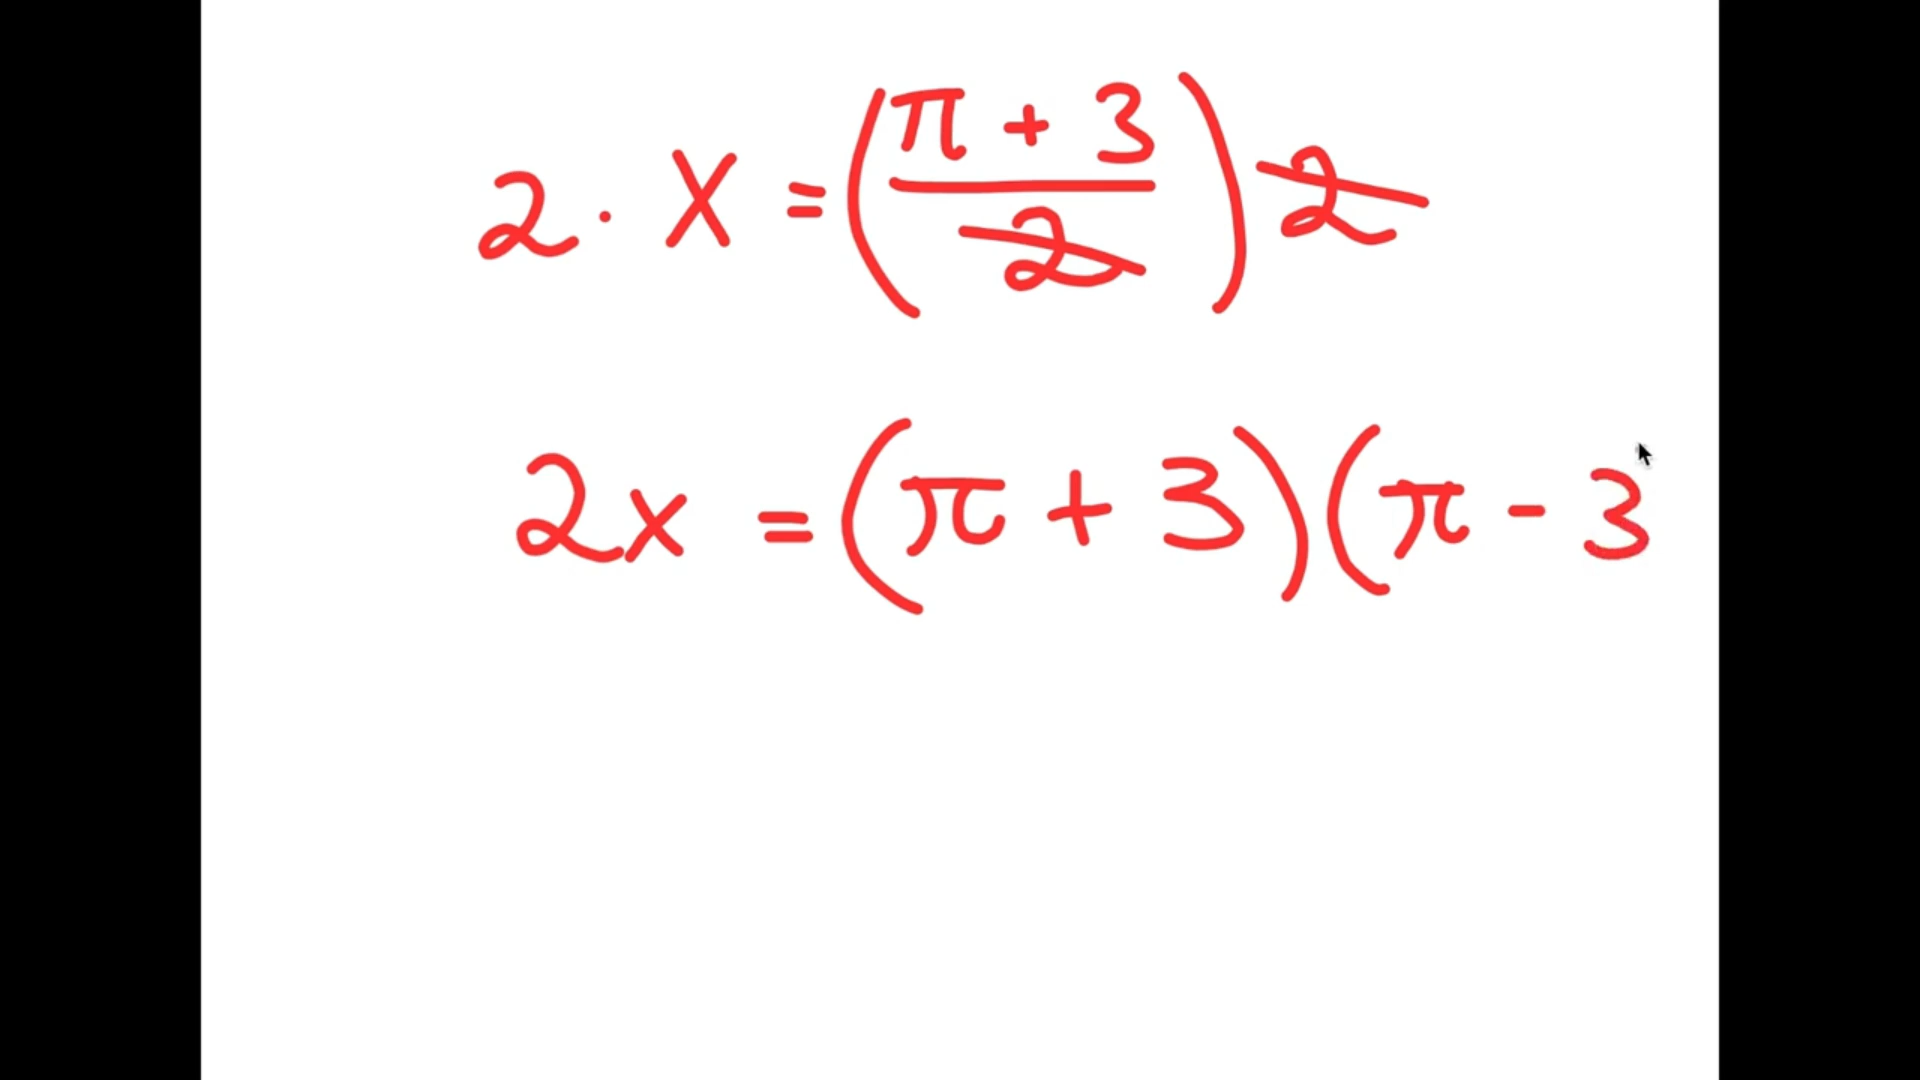 2 · X = (π + 3 / 2) 2
2x = (π + 3)(π - 3